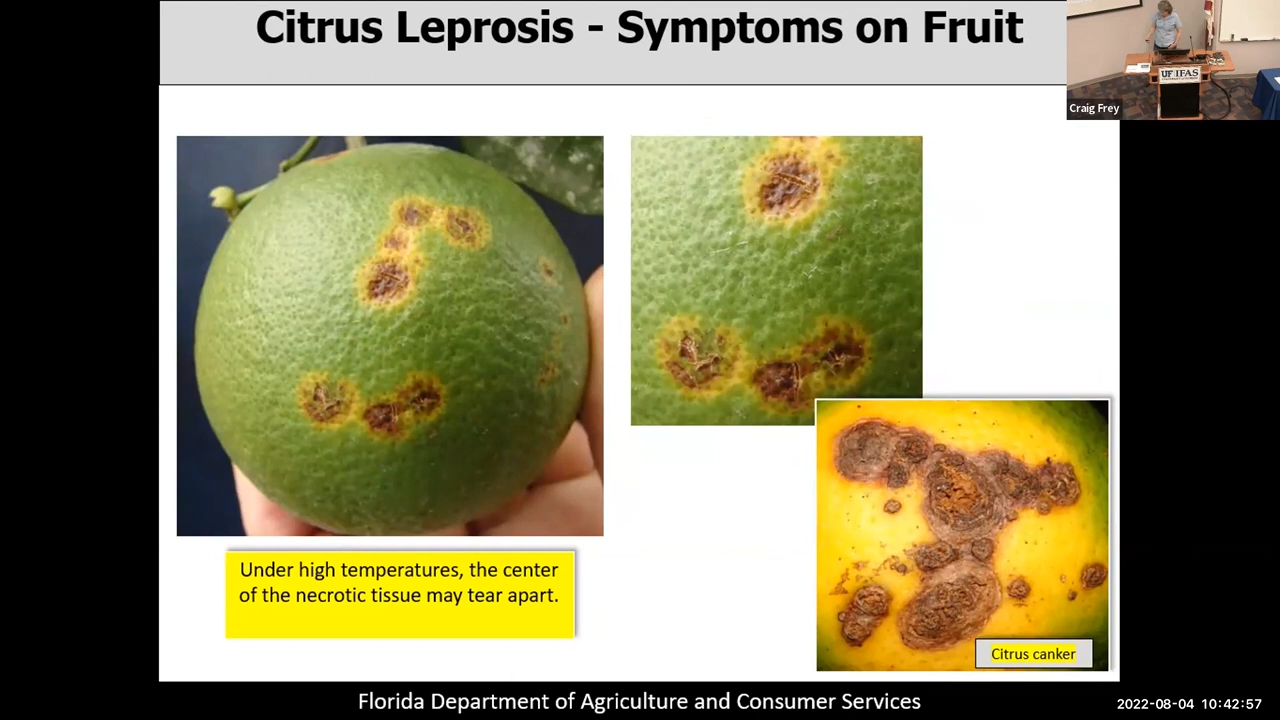 Citrus Leprosis - Symptoms on Fruit
UF IFAS
Craig Frey
Under high temperatures, the center
of the necrotic tissue may tear apart.
Citrus canker
Florida Department of Agriculture and Consumer Services
2022-08-04 10:42:57